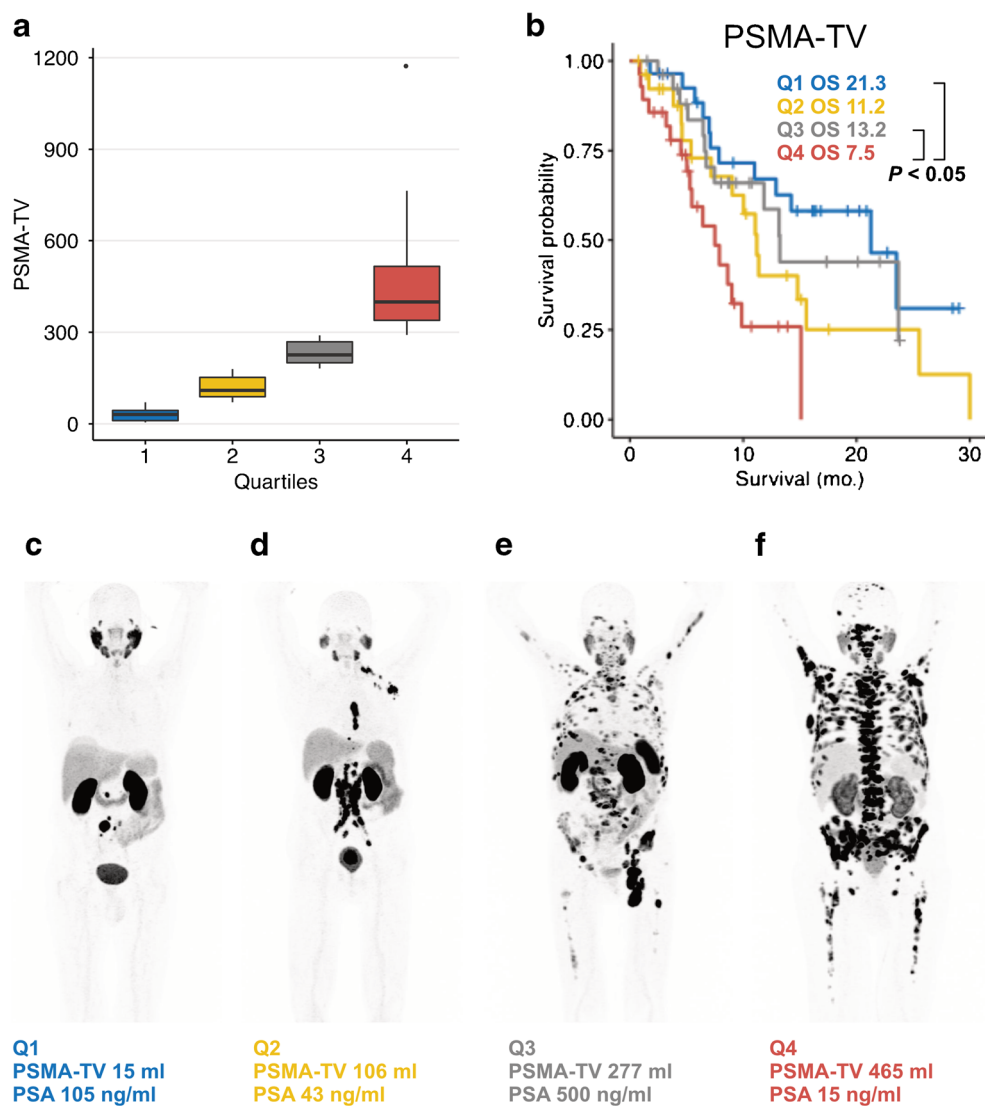 a
1200
900
600
300
0
PSMA-TV
1 2 3 4
Quartiles
b
PSMA-TV
Q1 OS 21.3
Q2 OS 11.2
Q3 OS 13.2
Q4 OS 7.5
P < 0.05
1.00
0.75
0.50
0.25
0.00
Survival probability
0 10 20 30
Survival (mo.)
c d e f
Q1
PSMA-TV 15 ml
PSA 105 ng/ml
Q2
PSMA-TV 106 ml
PSA 43 ng/ml
Q3
PSMA-TV 277 ml
PSA 500 ng/ml
Q4
PSMA-TV 465 ml
PSA 15 ng/ml